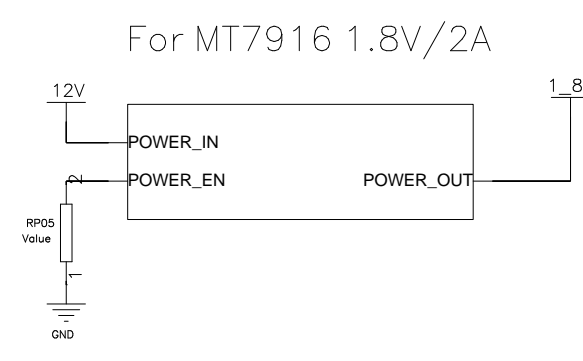 For MT7916 1.8V/2A
12V
1_8
POWER_IN
2
POWER_EN
POWER_OUT
RP05
Value
1
GND